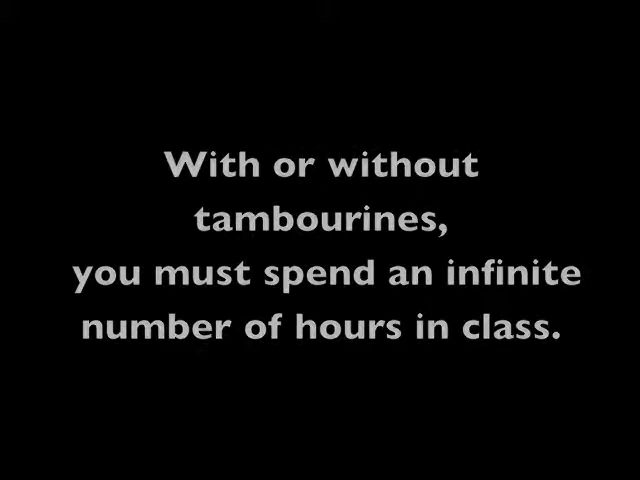 With or without
tambourines,
you must spend an infinite
number of hours in class.